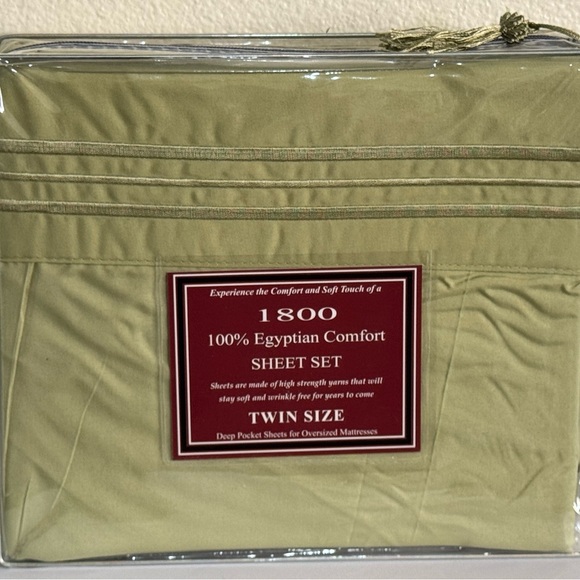 Experience the Comfort and Soft Touch of a
1800
100% Egyptian Comfort
SHEET SET
Sheets are made of high strength yarns that will
stay soft and wrinkle free for years to come
TWIN SIZE
Deep Pocket Sheets for Oversized Mattresses